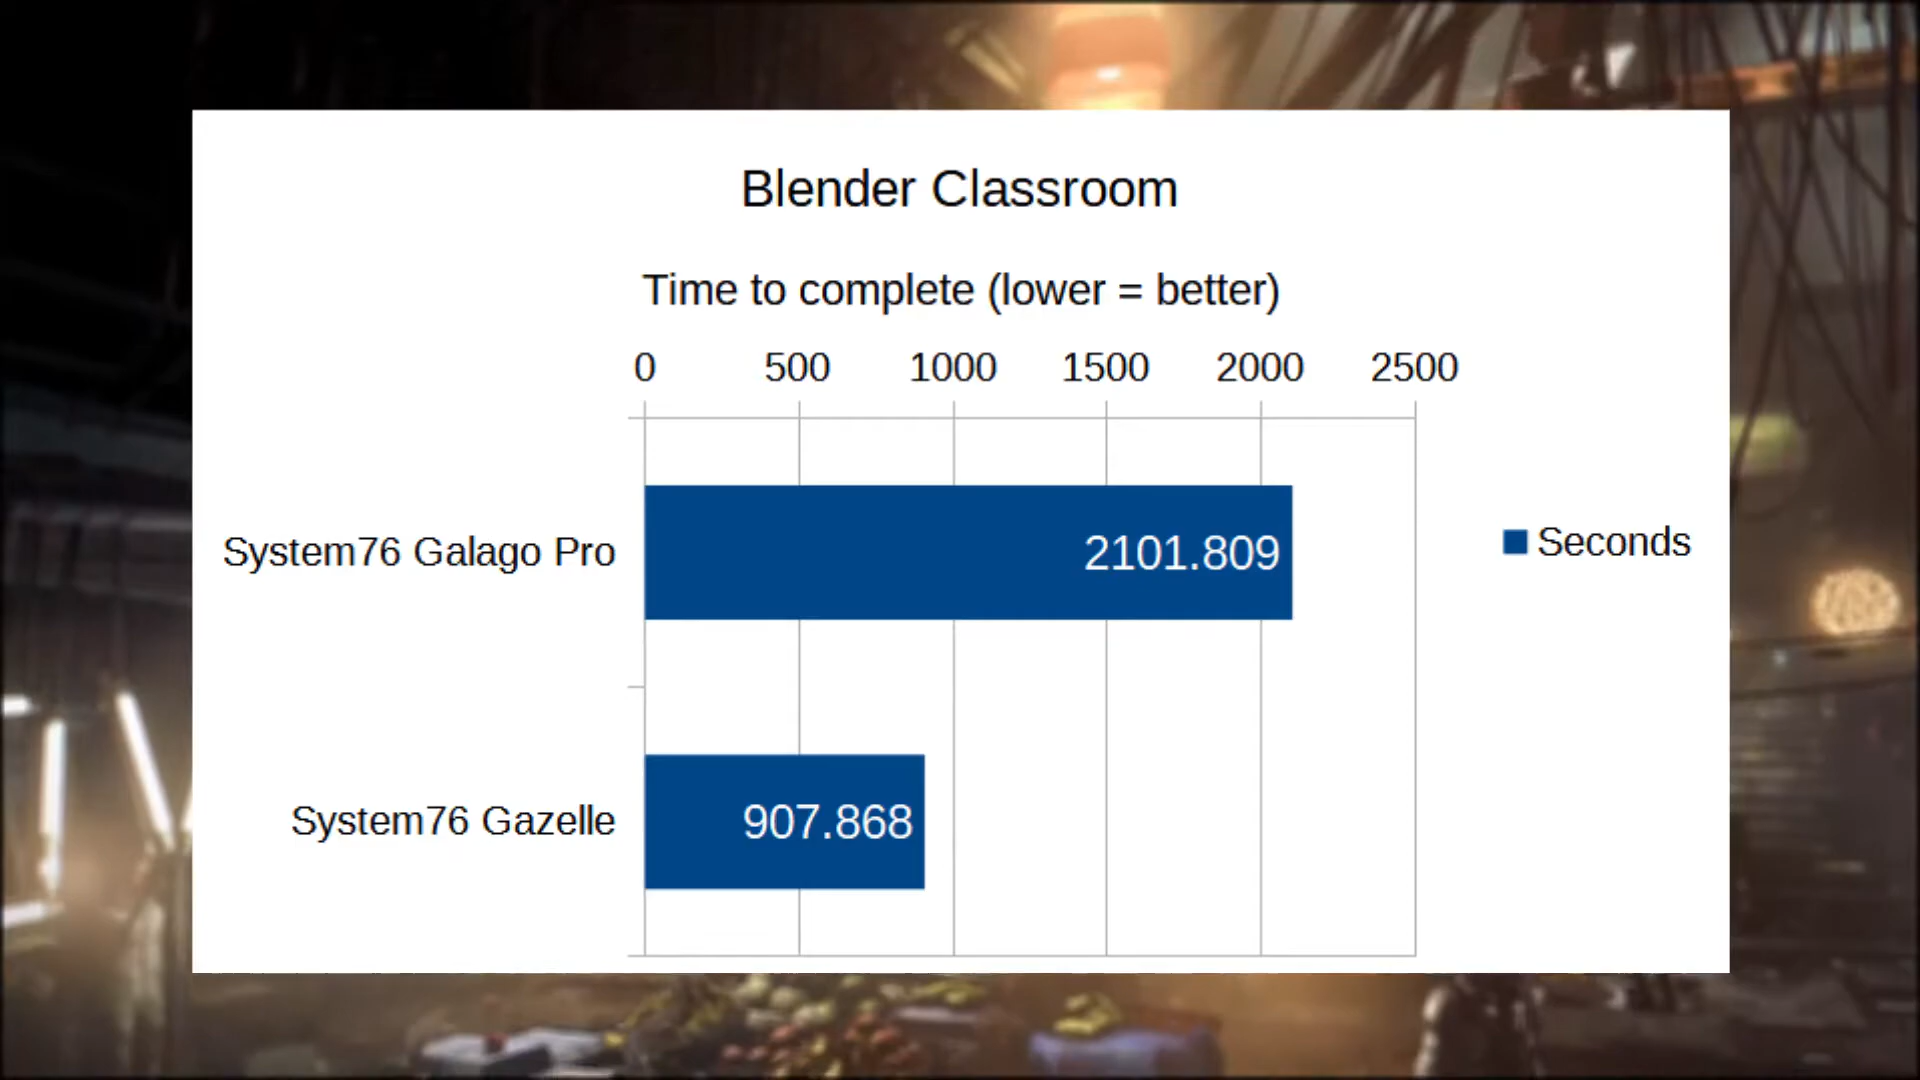 Blender Classroom
Time to complete (lower = better)
0 500 1000 1500 2000 2500
System76 Galago Pro 2101.809
Seconds
System76 Gazelle 907.868